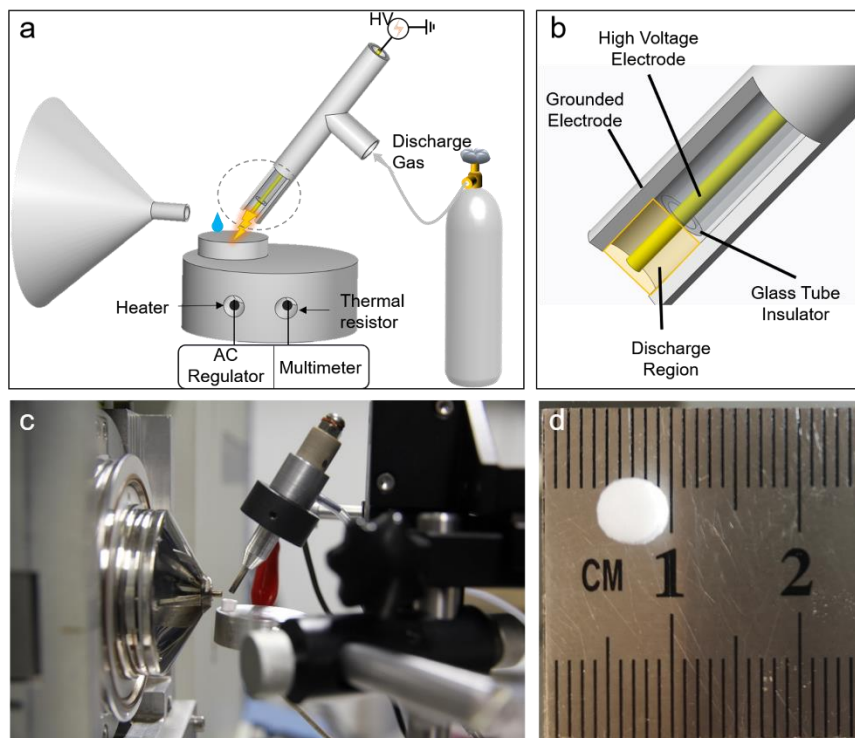 a
HV
Discharge
Gas
Heater
Thermal
resistor
AC
Regulator
Multimeter
b
High Voltage
Electrode
Grounded
Electrode
Glass Tube
Insulator
Discharge
Region
c
d
CM 1 2